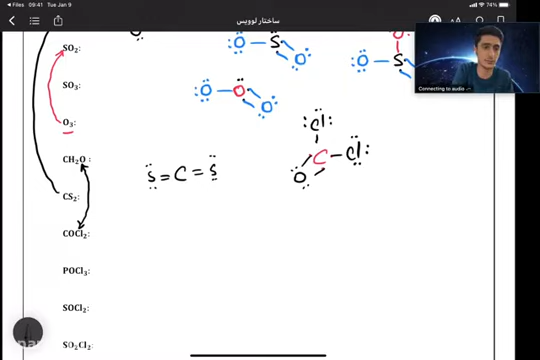 09:41 Tue Jan 9
ساختار لوویس
AA
SO2:
:O — S O
:O — S
O
SO3:
:O — O O
O3:
:Cl:
CH2O:
C — Cl:
S = C = S
O
CS2:
COCl2:
POCl3:
SOCl2:
SO2Cl2:
Connecting to audio